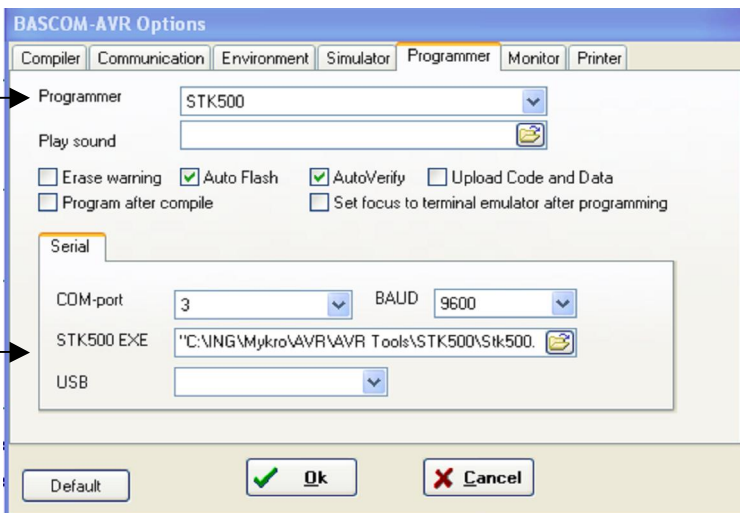 BASCOM-AVR Options
Compiler Communication Environment Simulator Programmer Monitor Printer
Programmer STK500
Play sound
Erase warning Auto Flash AutoVerify Upload Code and Data
Program after compile Set focus to terminal emulator after programming
Serial
COM-port 3 BAUD 9600
STK500 EXE "C:\ING\Mykro\AVR\AVR Tools\STK500\Stk500.
USB
Default Ok Cancel